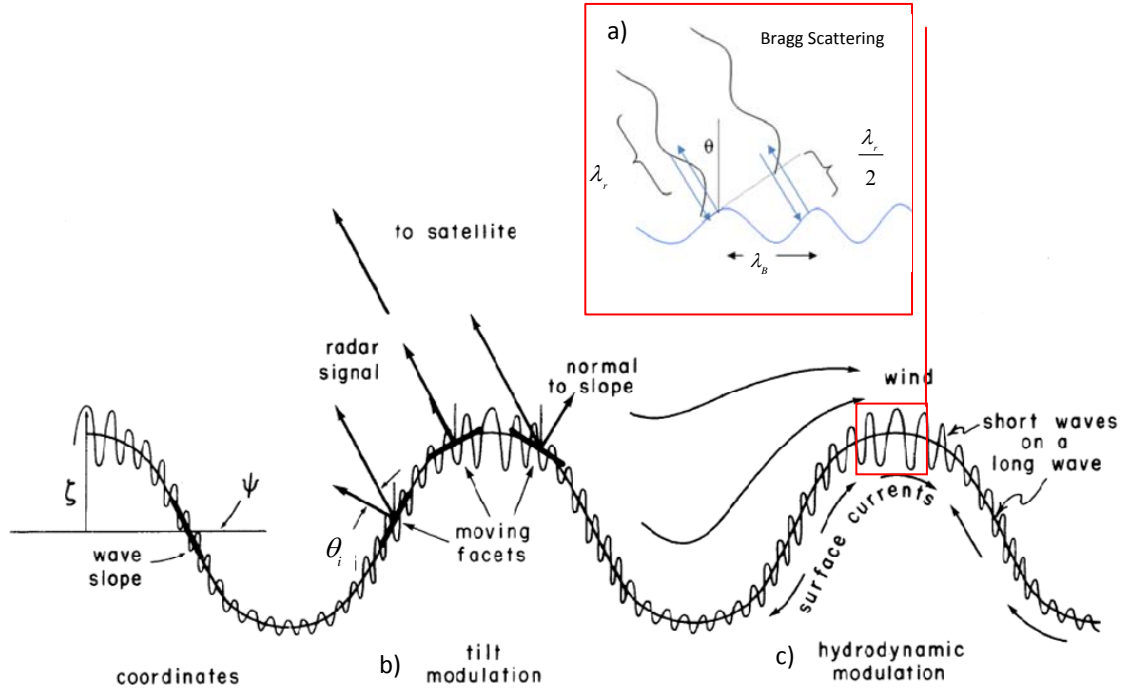 a)
Bragg Scattering
θ
λr
λr
2
λB
to satellite
radar
signal
normal
to slope
wind
short waves
on a
long wave
ζ
ψ
wave
slope
θi
moving
facets
surface currents
coordinates
b)
tilt
modulation
c)
hydrodynamic
modulation